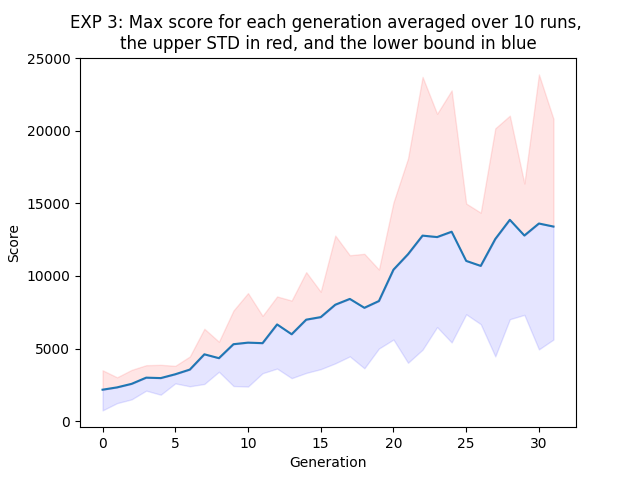 EXP 3: Max score for each generation averaged over 10 runs,
the upper STD in red, and the lower bound in blue
25000
20000
15000
10000
5000
0
Score
0 5 10 15 20 25 30
Generation